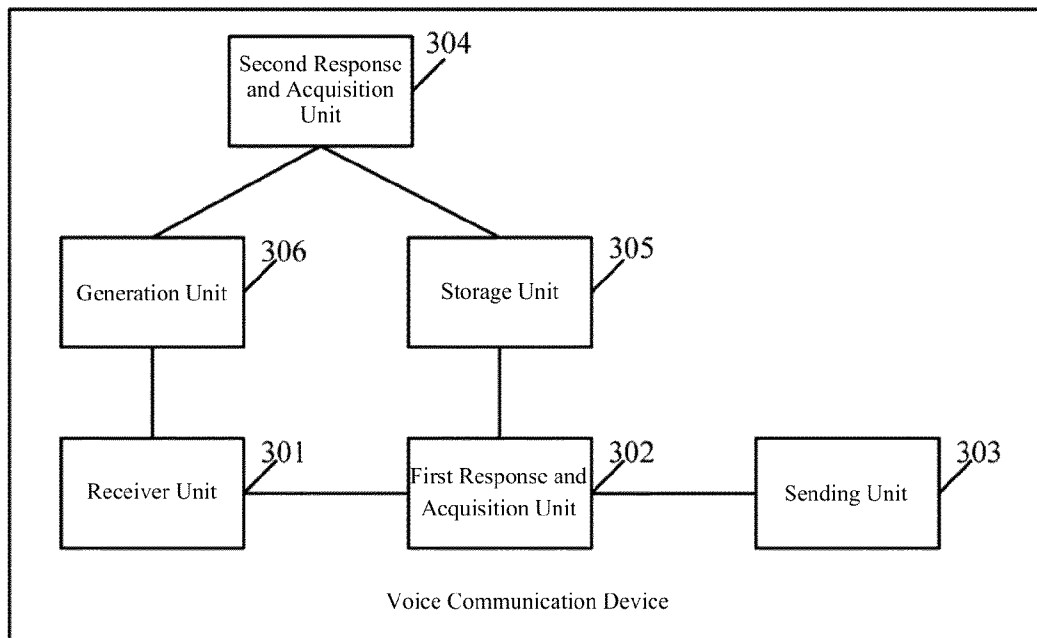 304
Second Response
and Acquisition
Unit
306
Generation Unit
305
Storage Unit
301
Receiver Unit
302
First Response and
Acquisition Unit
303
Sending Unit
Voice Communication Device